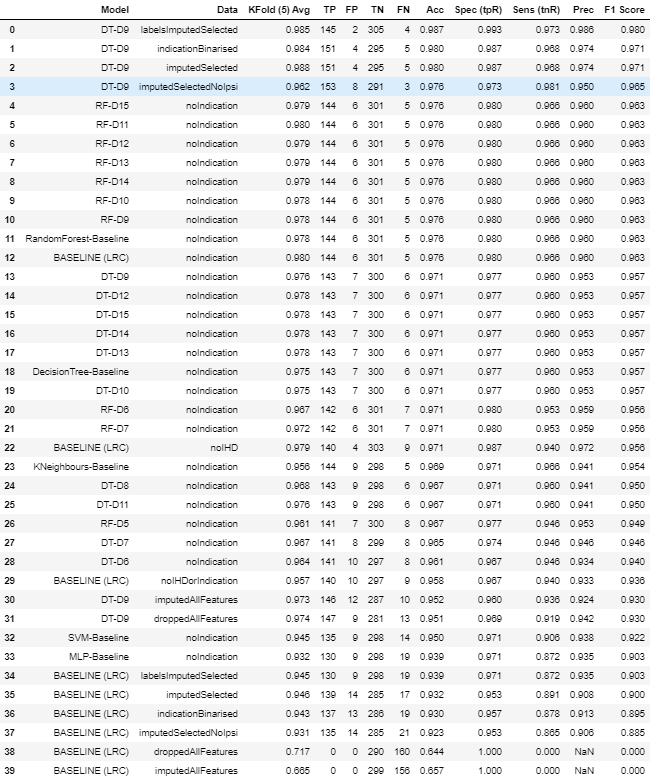 Model Data KFold (5) Avg TP FP TN FN Acc Spec (tpR) Sens (tnR) Prec F1 Score
0 DT-D9 labelsImputedSelected 0.985 145 2 305 4 0.987 0.993 0.973 0.986 0.980
1 DT-D9 indicationBinarised 0.984 151 4 295 5 0.980 0.987 0.968 0.974 0.971
2 DT-D9 imputedSelected 0.988 151 4 295 5 0.980 0.987 0.968 0.974 0.971
3 DT-D9 imputedSelectedNoIpsi 0.962 153 8 291 3 0.976 0.973 0.981 0.950 0.965
4 RF-D15 noIndication 0.979 144 6 301 5 0.976 0.980 0.966 0.960 0.963
5 RF-D11 noIndication 0.980 144 6 301 5 0.976 0.980 0.966 0.960 0.963
6 RF-D12 noIndication 0.979 144 6 301 5 0.976 0.980 0.966 0.960 0.963
7 RF-D13 noIndication 0.979 144 6 301 5 0.976 0.980 0.966 0.960 0.963
8 RF-D14 noIndication 0.979 144 6 301 5 0.976 0.980 0.966 0.960 0.963
9 RF-D10 noIndication 0.978 144 6 301 5 0.976 0.980 0.966 0.960 0.963
10 RF-D9 noIndication 0.978 144 6 301 5 0.976 0.980 0.966 0.960 0.963
11 RandomForest-Baseline noIndication 0.978 144 6 301 5 0.976 0.980 0.966 0.960 0.963
12 BASELINE (LRC) noIndication 0.980 144 6 301 5 0.976 0.980 0.966 0.960 0.963
13 DT-D9 noIndication 0.976 143 7 300 6 0.971 0.977 0.960 0.953 0.957
14 DT-D12 noIndication 0.978 143 7 300 6 0.971 0.977 0.960 0.953 0.957
15 DT-D15 noIndication 0.978 143 7 300 6 0.971 0.977 0.960 0.953 0.957
16 DT-D14 noIndication 0.978 143 7 300 6 0.971 0.977 0.960 0.953 0.957
17 DT-D13 noIndication 0.978 143 7 300 6 0.971 0.977 0.960 0.953 0.957
18 DecisionTree-Baseline noIndication 0.975 143 7 300 6 0.971 0.977 0.960 0.953 0.957
19 DT-D10 noIndication 0.975 143 7 300 6 0.971 0.977 0.960 0.953 0.957
20 RF-D6 noIndication 0.967 142 6 301 7 0.971 0.980 0.953 0.959 0.956
21 RF-D7 noIndication 0.972 142 6 301 7 0.971 0.980 0.953 0.959 0.956
22 BASELINE (LRC) noIHD 0.979 140 4 303 9 0.971 0.987 0.940 0.972 0.956
23 KNeighbours-Baseline noIndication 0.956 144 9 298 5 0.969 0.971 0.966 0.941 0.954
24 DT-D8 noIndication 0.968 143 9 298 6 0.967 0.971 0.960 0.941 0.950
25 DT-D11 noIndication 0.976 143 9 298 6 0.967 0.971 0.960 0.941 0.950
26 RF-D5 noIndication 0.961 141 7 300 8 0.967 0.977 0.946 0.953 0.949
27 DT-D7 noIndication 0.967 141 8 299 8 0.965 0.974 0.946 0.946 0.946
28 DT-D6 noIndication 0.964 141 10 297 8 0.961 0.967 0.946 0.934 0.940
29 BASELINE (LRC) noIHDorIndication 0.957 140 10 297 9 0.958 0.967 0.940 0.933 0.936
30 DT-D9 imputedAllFeatures 0.973 146 12 287 10 0.952 0.960 0.936 0.924 0.930
31 DT-D9 droppedAllFeatures 0.974 147 9 281 13 0.951 0.969 0.919 0.942 0.930
32 SVM-Baseline noIndication 0.945 135 9 298 14 0.950 0.971 0.906 0.938 0.922
33 MLP-Baseline noIndication 0.932 130 9 298 19 0.939 0.971 0.872 0.935 0.903
34 BASELINE (LRC) labelsImputedSelected 0.945 130 9 298 19 0.939 0.971 0.872 0.935 0.903
35 BASELINE (LRC) imputedSelected 0.946 139 14 285 17 0.932 0.953 0.891 0.908 0.900
36 BASELINE (LRC) indicationBinarised 0.943 137 13 286 19 0.930 0.957 0.878 0.913 0.895
37 BASELINE (LRC) imputedSelectedNoIpsi 0.931 135 14 285 21 0.923 0.953 0.865 0.906 0.885
38 BASELINE (LRC) droppedAllFeatures 0.717 0 0 290 160 0.644 1.000 0.000 NaN 0.000
39 BASELINE (LRC) imputedAllFeatures 0.665 0 0 299 156 0.657 1.000 0.000 NaN 0.000